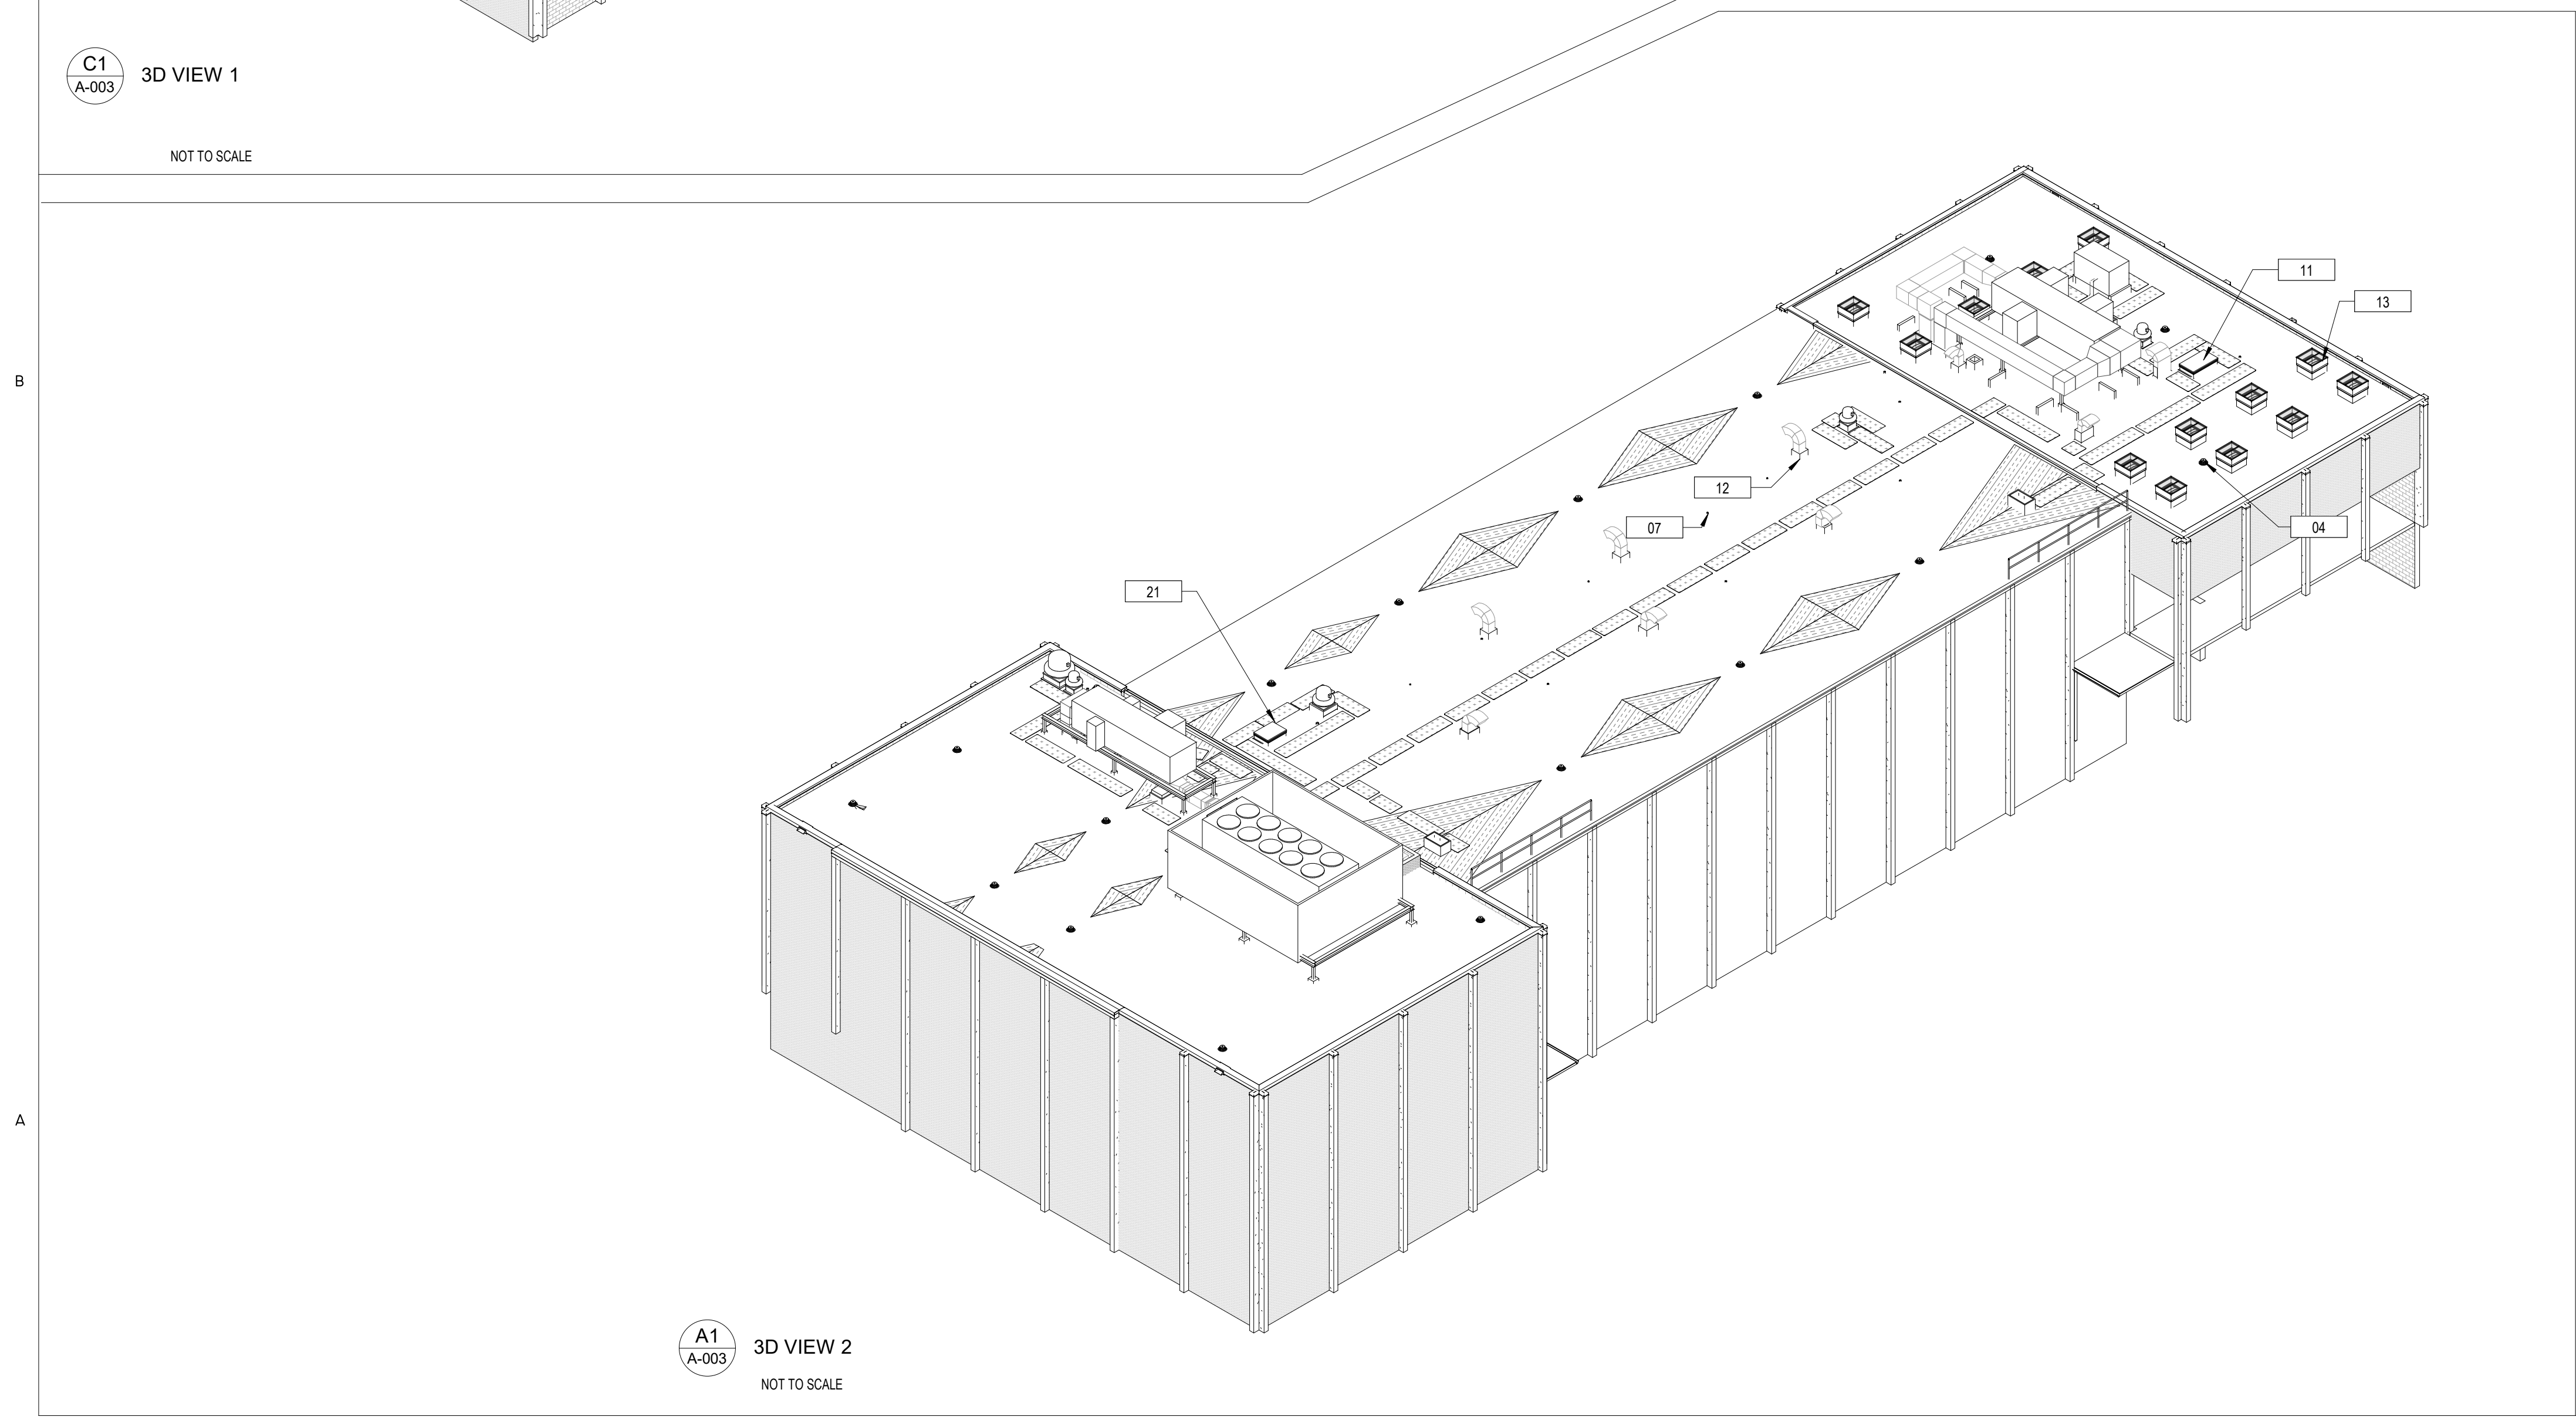 C1
A-003
3D VIEW 1
NOT TO SCALE
11
13
B
12
07
04
21
A
A1
A-003
3D VIEW 2
NOT TO SCALE